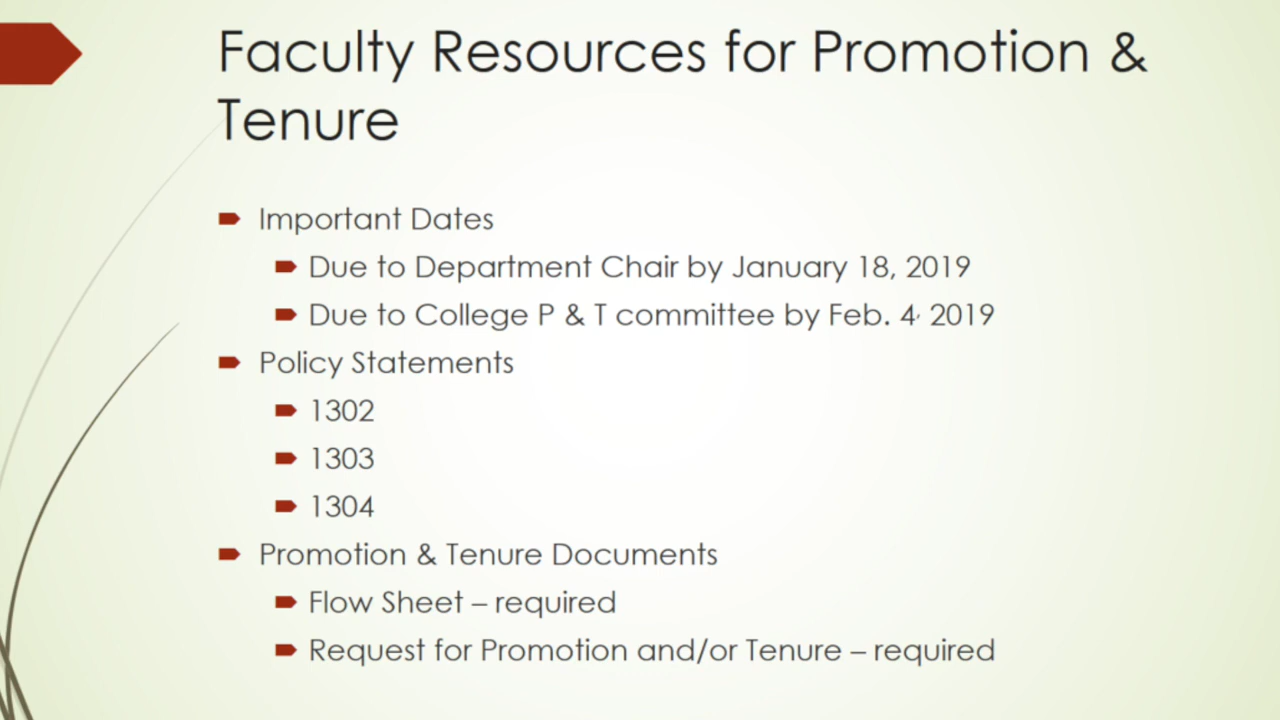 Faculty Resources for Promotion &
Tenure
Important Dates
Due to Department Chair by January 18, 2019
Due to College P & T committee by Feb. 4, 2019
Policy Statements
1302
1303
1304
Promotion & Tenure Documents
Flow Sheet – required
Request for Promotion and/or Tenure – required